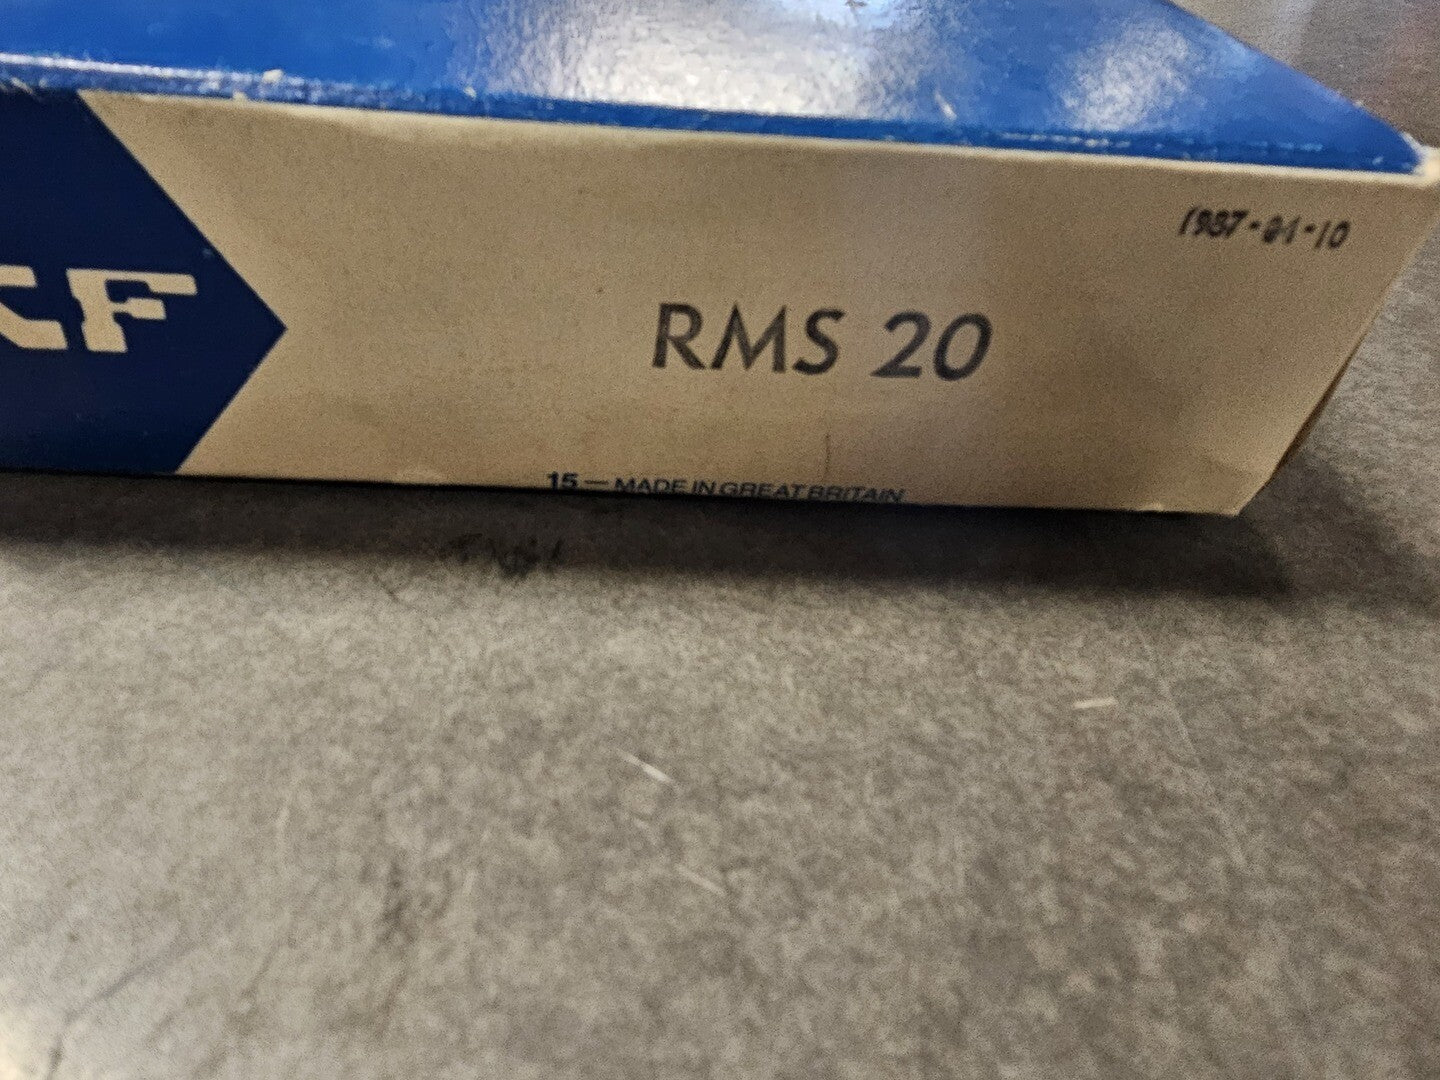 1987-01-10
KF
RMS 20
15 — MADE IN GREAT BRITAIN